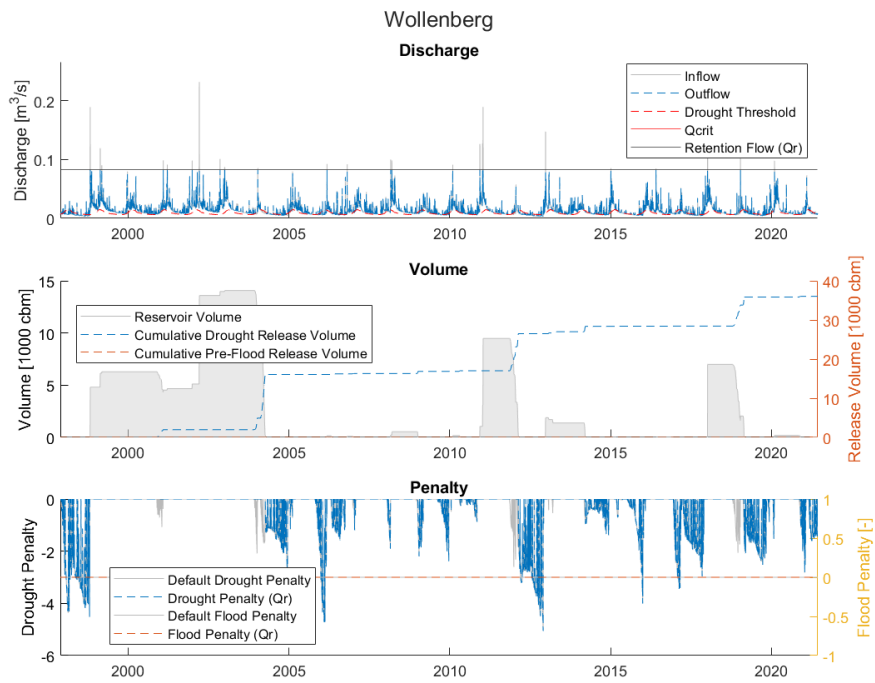 Wollenberg
Discharge
Discharge [m³/s]
0.2
0.1
0
Inflow
Outflow
Drought Threshold
Qcrit
Retention Flow (Qr)
2000 2005 2010 2015 2020
Volume
Volume [1000 cbm]
15
10
5
0
Reservoir Volume
Cumulative Drought Release Volume
Cumulative Pre-Flood Release Volume
40
30
20
10
0
Release Volume [1000 cbm]
2000 2005 2010 2015 2020
Penalty
Drought Penalty
0
-2
-4
-6
Default Drought Penalty
Drought Penalty (Qr)
Default Flood Penalty
Flood Penalty (Qr)
1
0.5
0
-0.5
-1
Flood Penalty [-]
2000 2005 2010 2015 2020